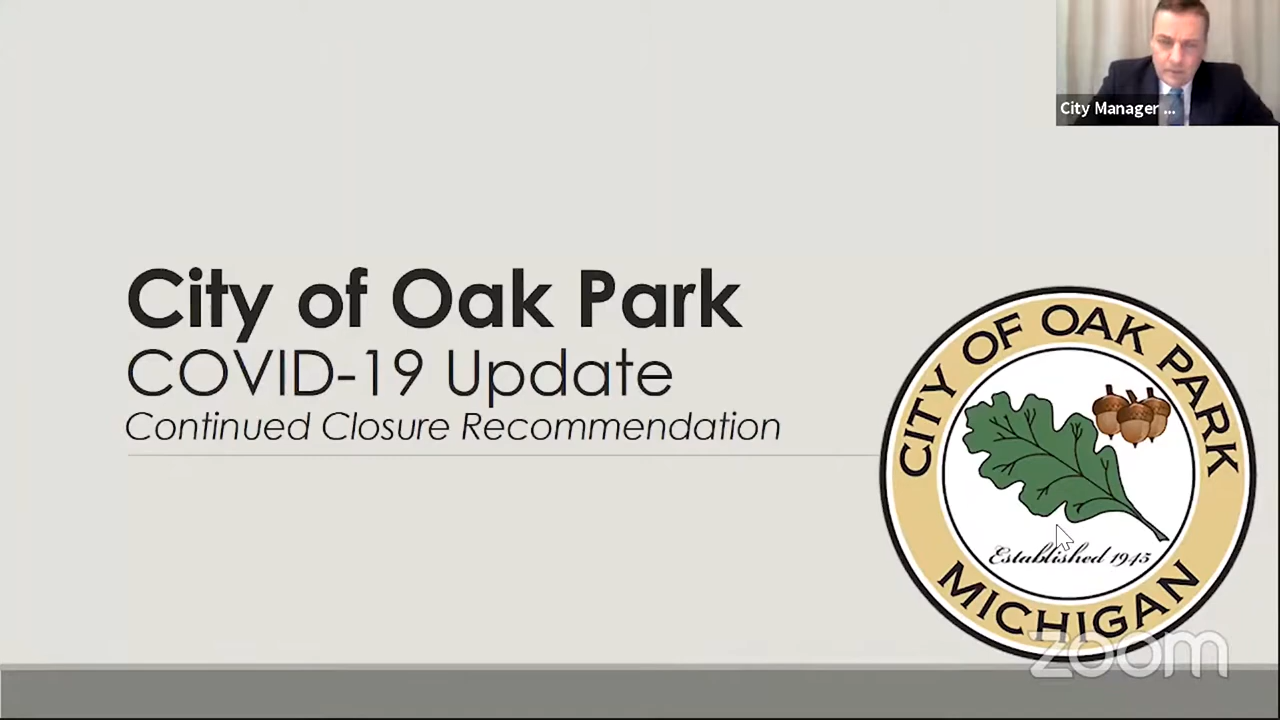 City Manager ...
City of Oak Park
COVID-19 Update
Continued Closure Recommendation
CITY OF OAK PARK
Established 1945
MICHIGAN
zoom